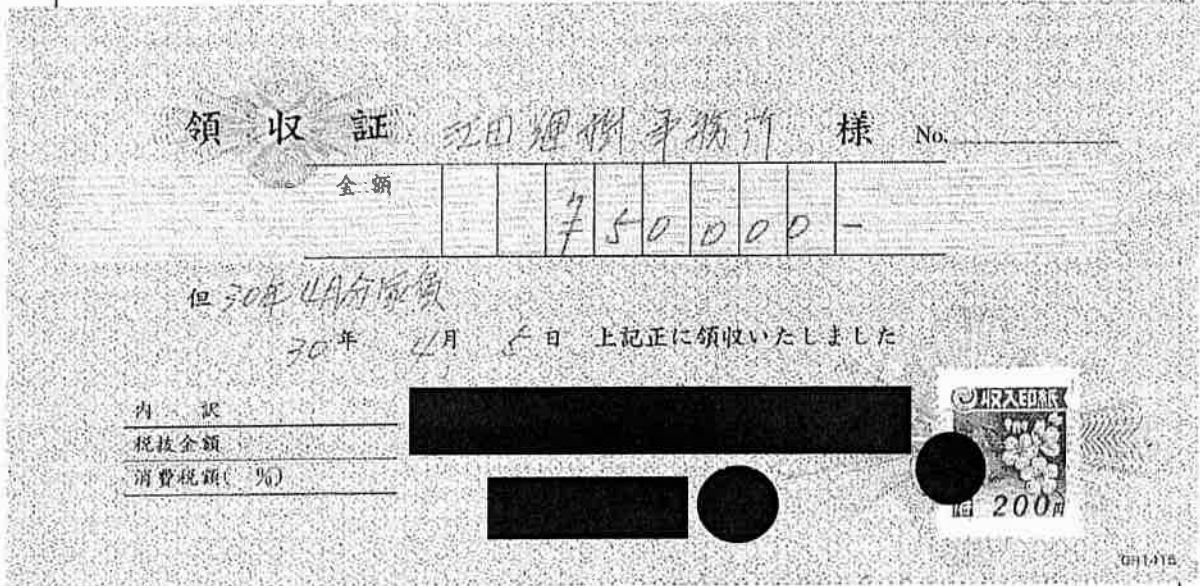 領収証 江田運樹事務所 様 No.
金額 ¥50000-
但 30年4月分家賃
30年 4月 5日 上記正に領収いたしました
内訳
税抜金額
消費税額( %)
収入印紙
200円
GH1415